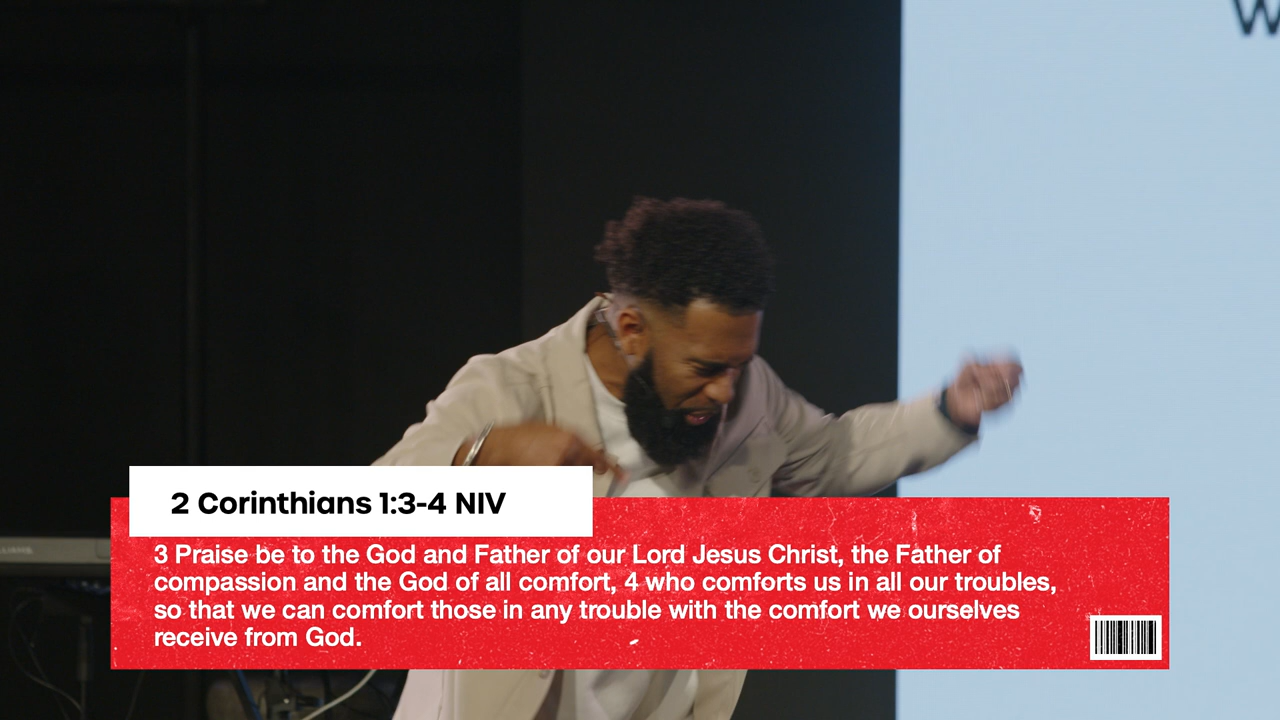 W
2 Corinthians 1:3-4 NIV
3 Praise be to the God and Father of our Lord Jesus Christ, the Father of
compassion and the God of all comfort, 4 who comforts us in all our troubles,
so that we can comfort those in any trouble with the comfort we ourselves
receive from God.